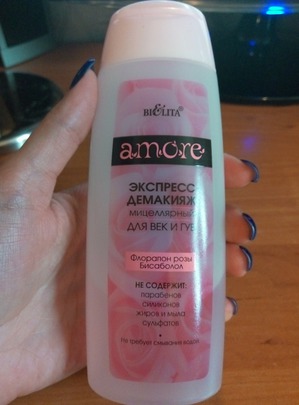 BIELITA
amore
ЭКСПРЕСС
ДЕМАКИЯЖ
МИЦЕЛЛЯРНЫЙ
ДЛЯ ВЕК И ГУБ
Флорапон розы
Бисаболол
НЕ СОДЕРЖИТ:
парабенов
силиконов
жиров и мыла
сульфатов
Не требует смывания водой